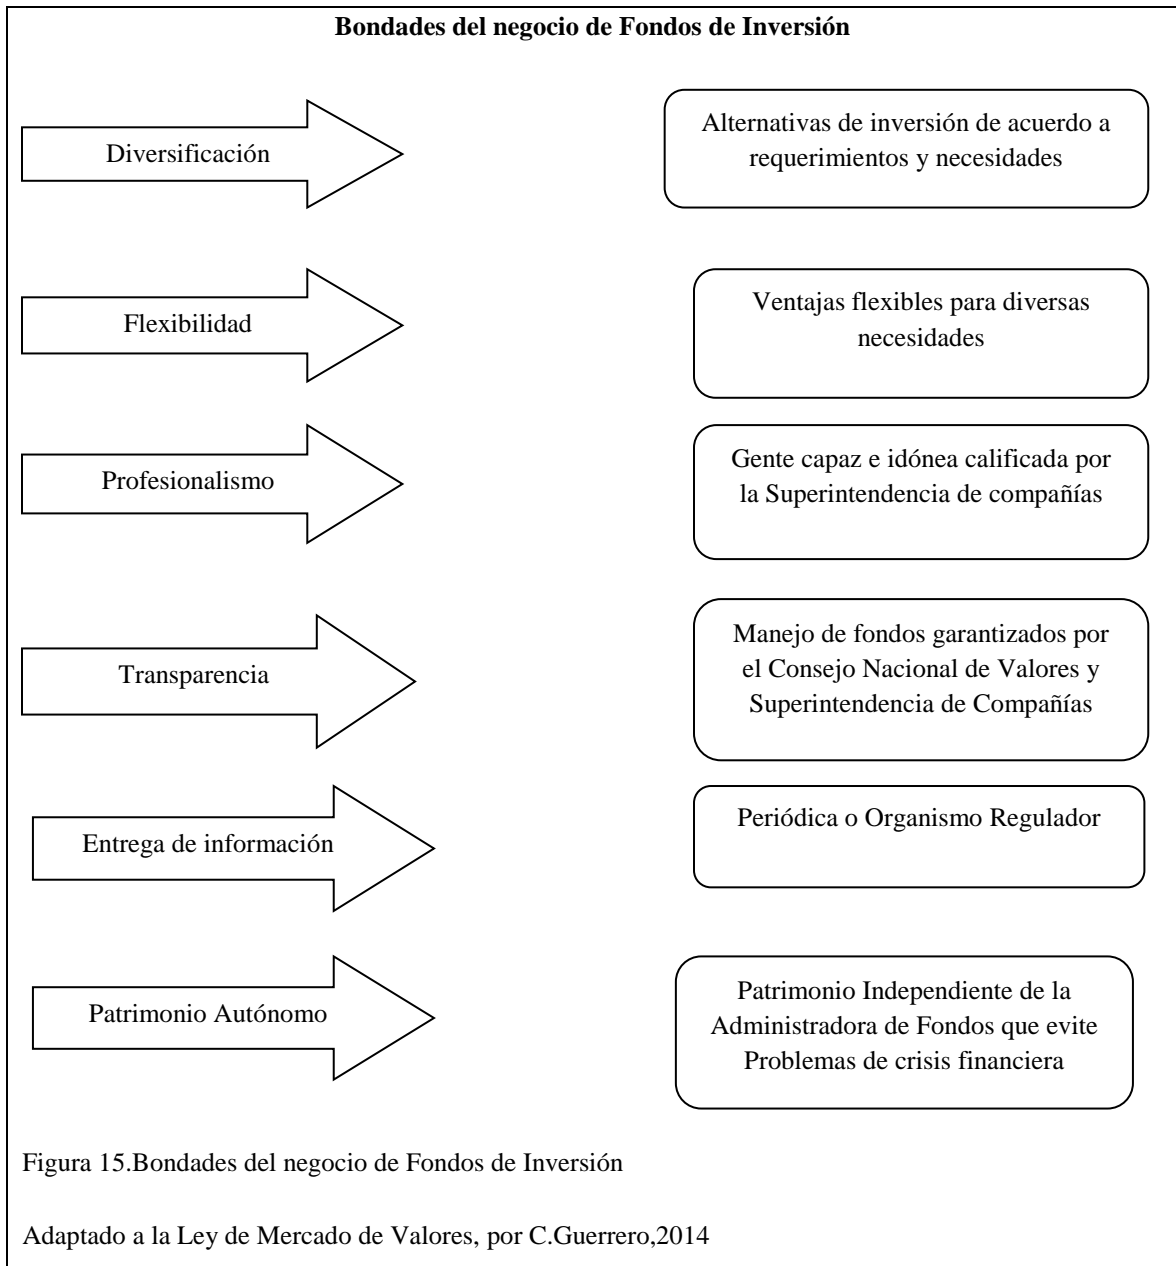 Bondades del negocio de Fondos de Inversión
Diversificación
Alternativas de inversión de acuerdo a
requerimientos y necesidades
Flexibilidad
Ventajas flexibles para diversas
necesidades
Profesionalismo
Gente capaz e idónea calificada por
la Superintendencia de compañías
Transparencia
Manejo de fondos garantizados por
el Consejo Nacional de Valores y
Superintendencia de Compañías
Entrega de información
Periódica o Organismo Regulador
Patrimonio Autónomo
Patrimonio Independiente de la
Administradora de Fondos que evite
Problemas de crisis financiera
Figura 15.Bondades del negocio de Fondos de Inversión
Adaptado a la Ley de Mercado de Valores, por C.Guerrero,2014